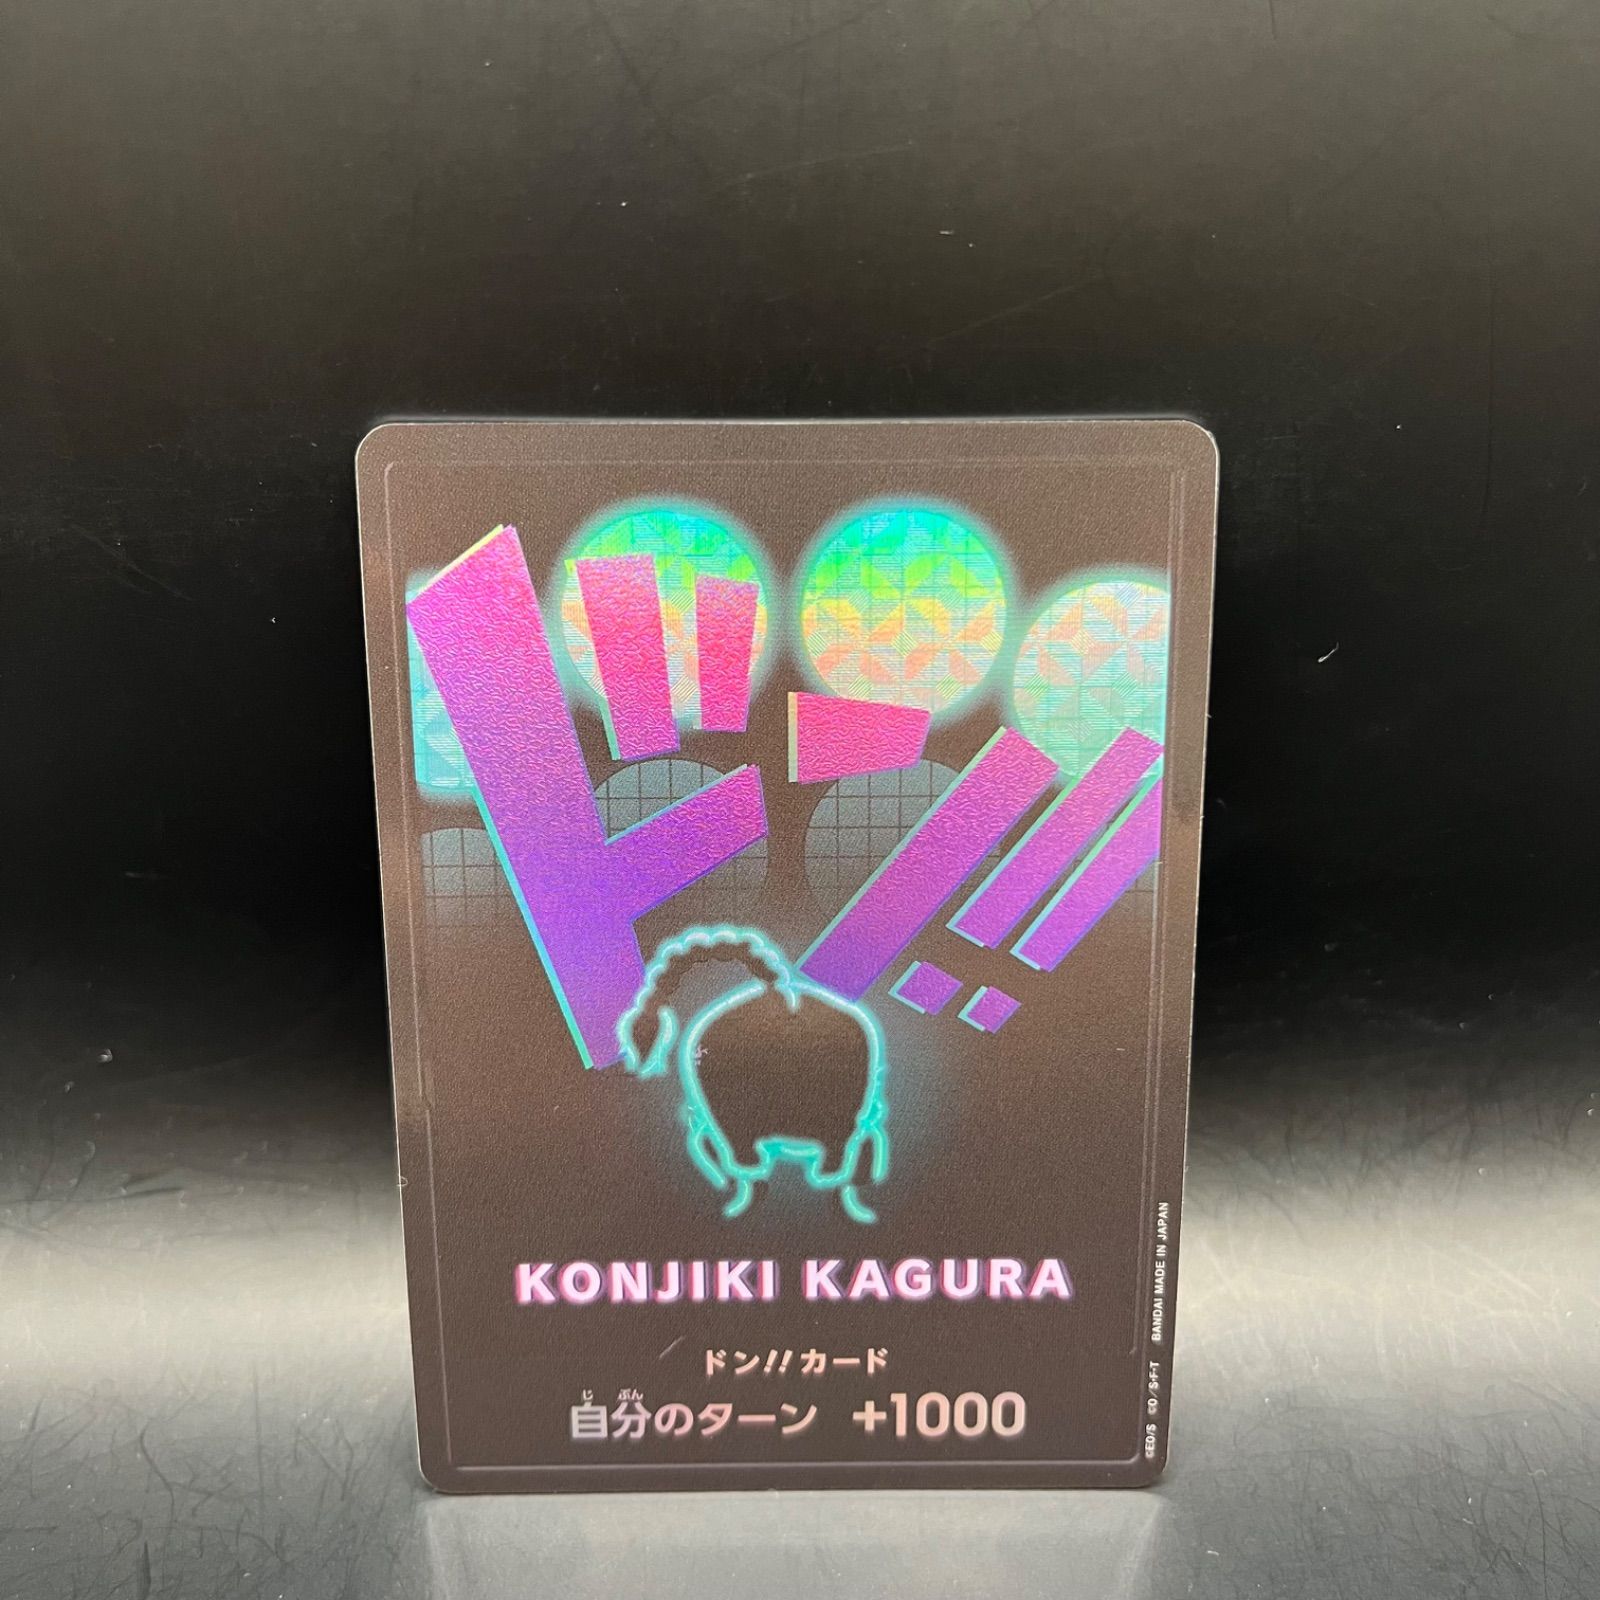 ドン!!
KONJIKI KAGURA
ドン!!カード
じ ぶん
自分のターン +1000
©EO/S ©O/S・F・T BANDAI MADE IN JAPAN